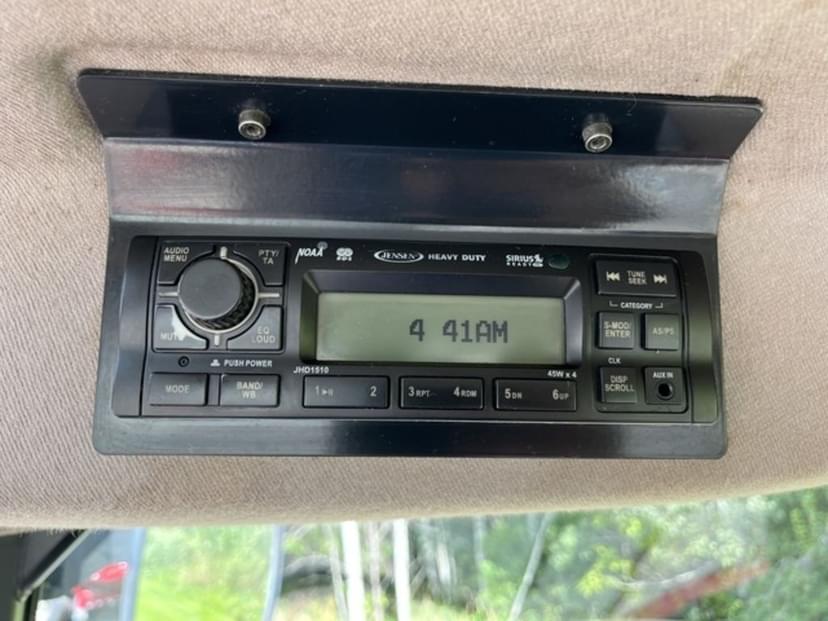 AUDIO MENU
PTY/ TA
NOAA
RDS
JENSEN HEAVY DUTY
SIRIUS READY
TUNE SEEK
CATEGORY
4 41AM
MUTE
EQ LOUD
S-MOD/ ENTER
AS/PS
PUSH POWER
JHD1510
45W x 4
CLK
MODE
BAND/ WB
1 2
3 RPT 4 RDM
5 DN 6 UP
DISP SCROLL
AUX IN